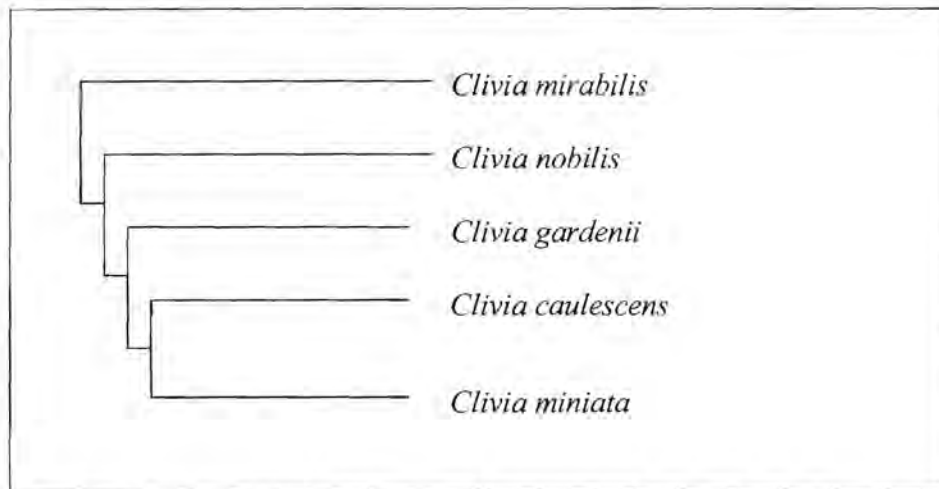 Clivia mirabilis
Clivia nobilis
Clivia gardenii
Clivia caulescens
Clivia miniata